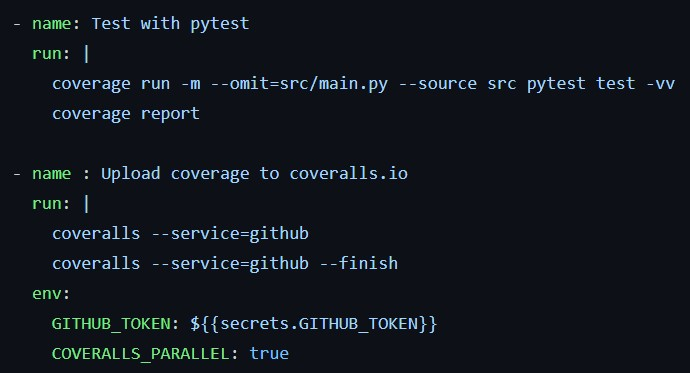 - name: Test with pytest
  run: |
    coverage run -m --omit=src/main.py --source src pytest test -vv
    coverage report

- name : Upload coverage to coveralls.io
  run: |
    coveralls --service=github
    coveralls --service=github --finish
  env:
    GITHUB_TOKEN: ${{secrets.GITHUB_TOKEN}}
    COVERALLS_PARALLEL: true